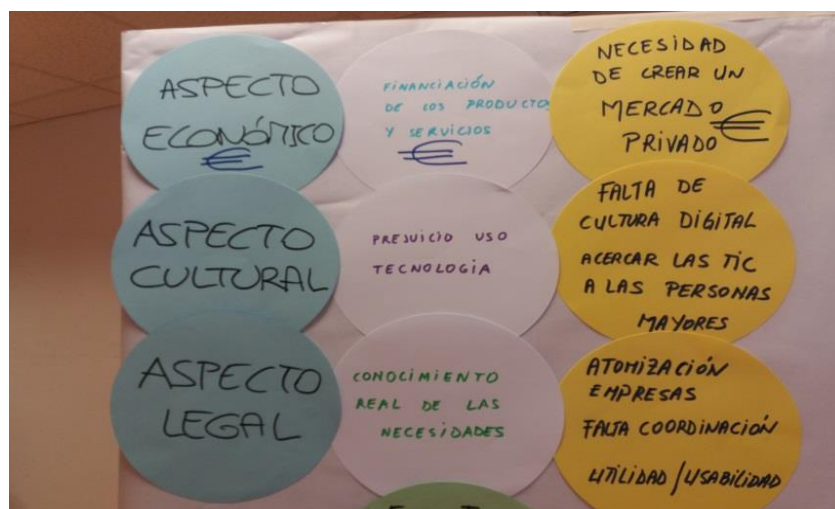 ASPECTO
ECONÓMICO
€
FINANCIACIÓN
DE LOS PRODUCTOS
Y SERVICIOS
€
NECESIDAD
DE CREAR UN
MERCADO €
PRIVADO
ASPECTO
CULTURAL
PREJUICIO USO
TECNOLOGIA
FALTA DE
CULTURA DIGITAL
ACERCAR LAS TIC
A LAS PERSONAS
MAYORES
ASPECTO
LEGAL
CONOCIMIENTO
REAL DE LAS
NECESIDADES
ATOMIZACIÓN
EMPRESAS
FALTA COORDINACIÓN
UTILIDAD/USABILIDAD